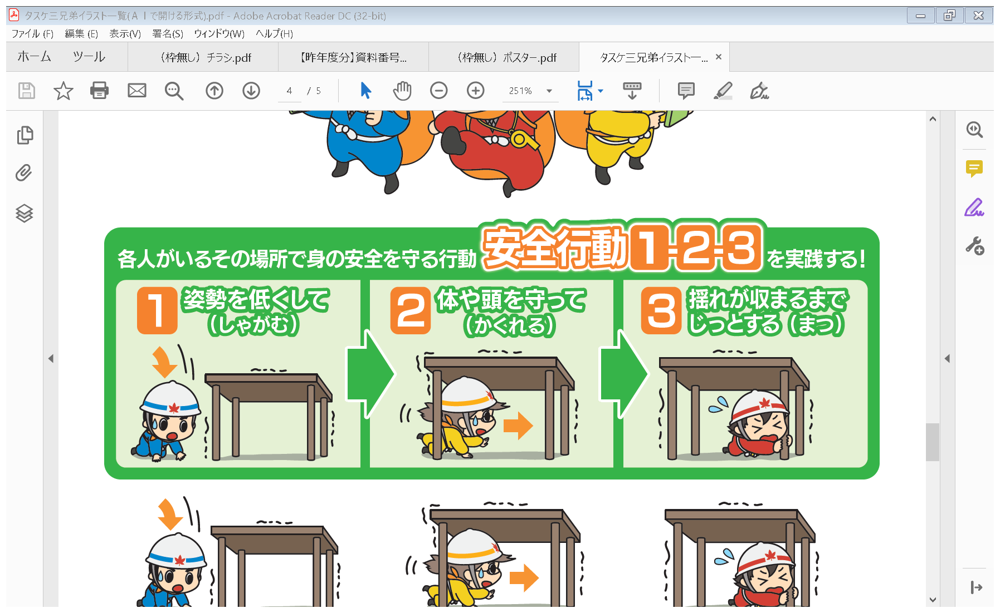 タスケ三兄弟イラスト一覧(ＡＩで開ける形式).pdf - Adobe Acrobat Reader DC (32-bit)
ファイル(F) 編集(E) 表示(V) 署名(S) ウィンドウ(W) ヘルプ(H)
ホーム ツール （枠無し）チラシ.pdf 【昨年度分】資料番号... （枠無し）ポスター.pdf タスケ三兄弟イラスト一... ×
4 / 5 251%
各人がいるその場所で身の安全を守る行動 安全行動1-2-3 を実践する！
1 姿勢を低くして
（しゃがむ）
2 体や頭を守って
（かくれる）
3 揺れが収まるまで
じっとする（まつ）